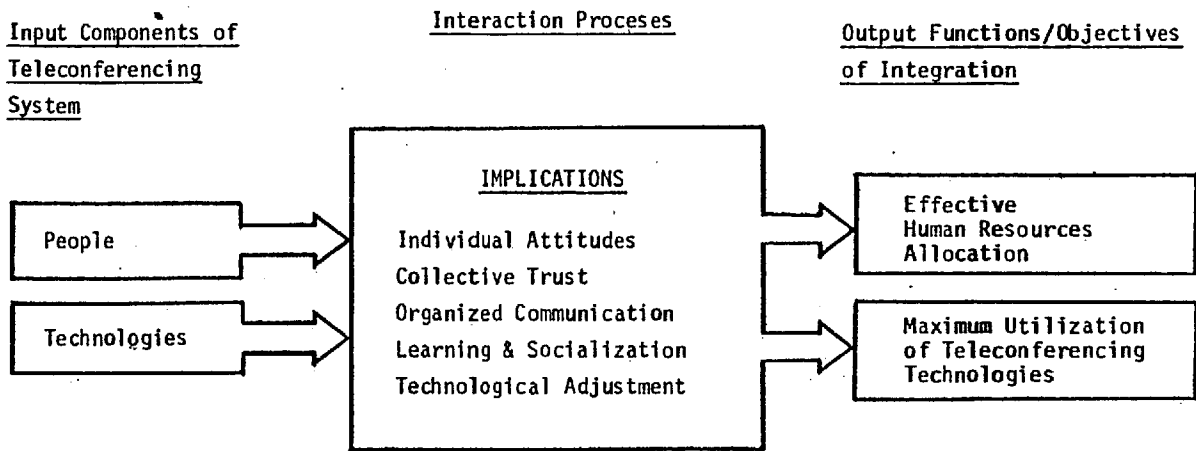 Input Components of
Teleconferencing
System
Interaction Proceses
Output Functions/Objectives
of Integration
People
Technologies
IMPLICATIONS
Individual Attitudes
Collective Trust
Organized Communication
Learning & Socialization
Technological Adjustment
Effective
Human Resources
Allocation
Maximum Utilization
of Teleconferencing
Technologies